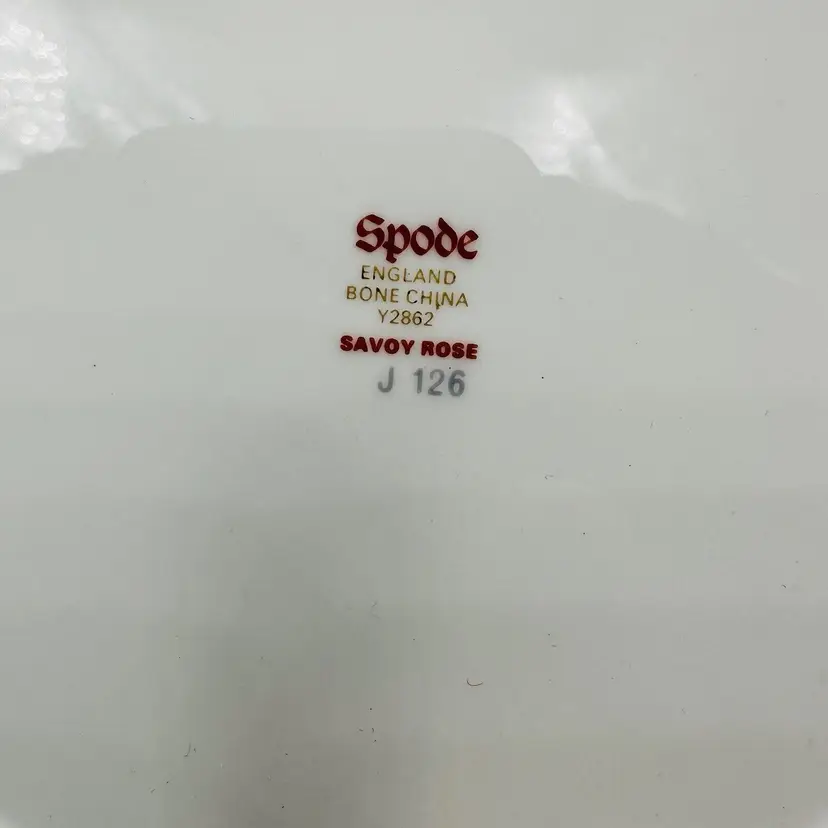 Spode
ENGLAND
BONE CHINA
Y2862
SAVOY ROSE
J 126